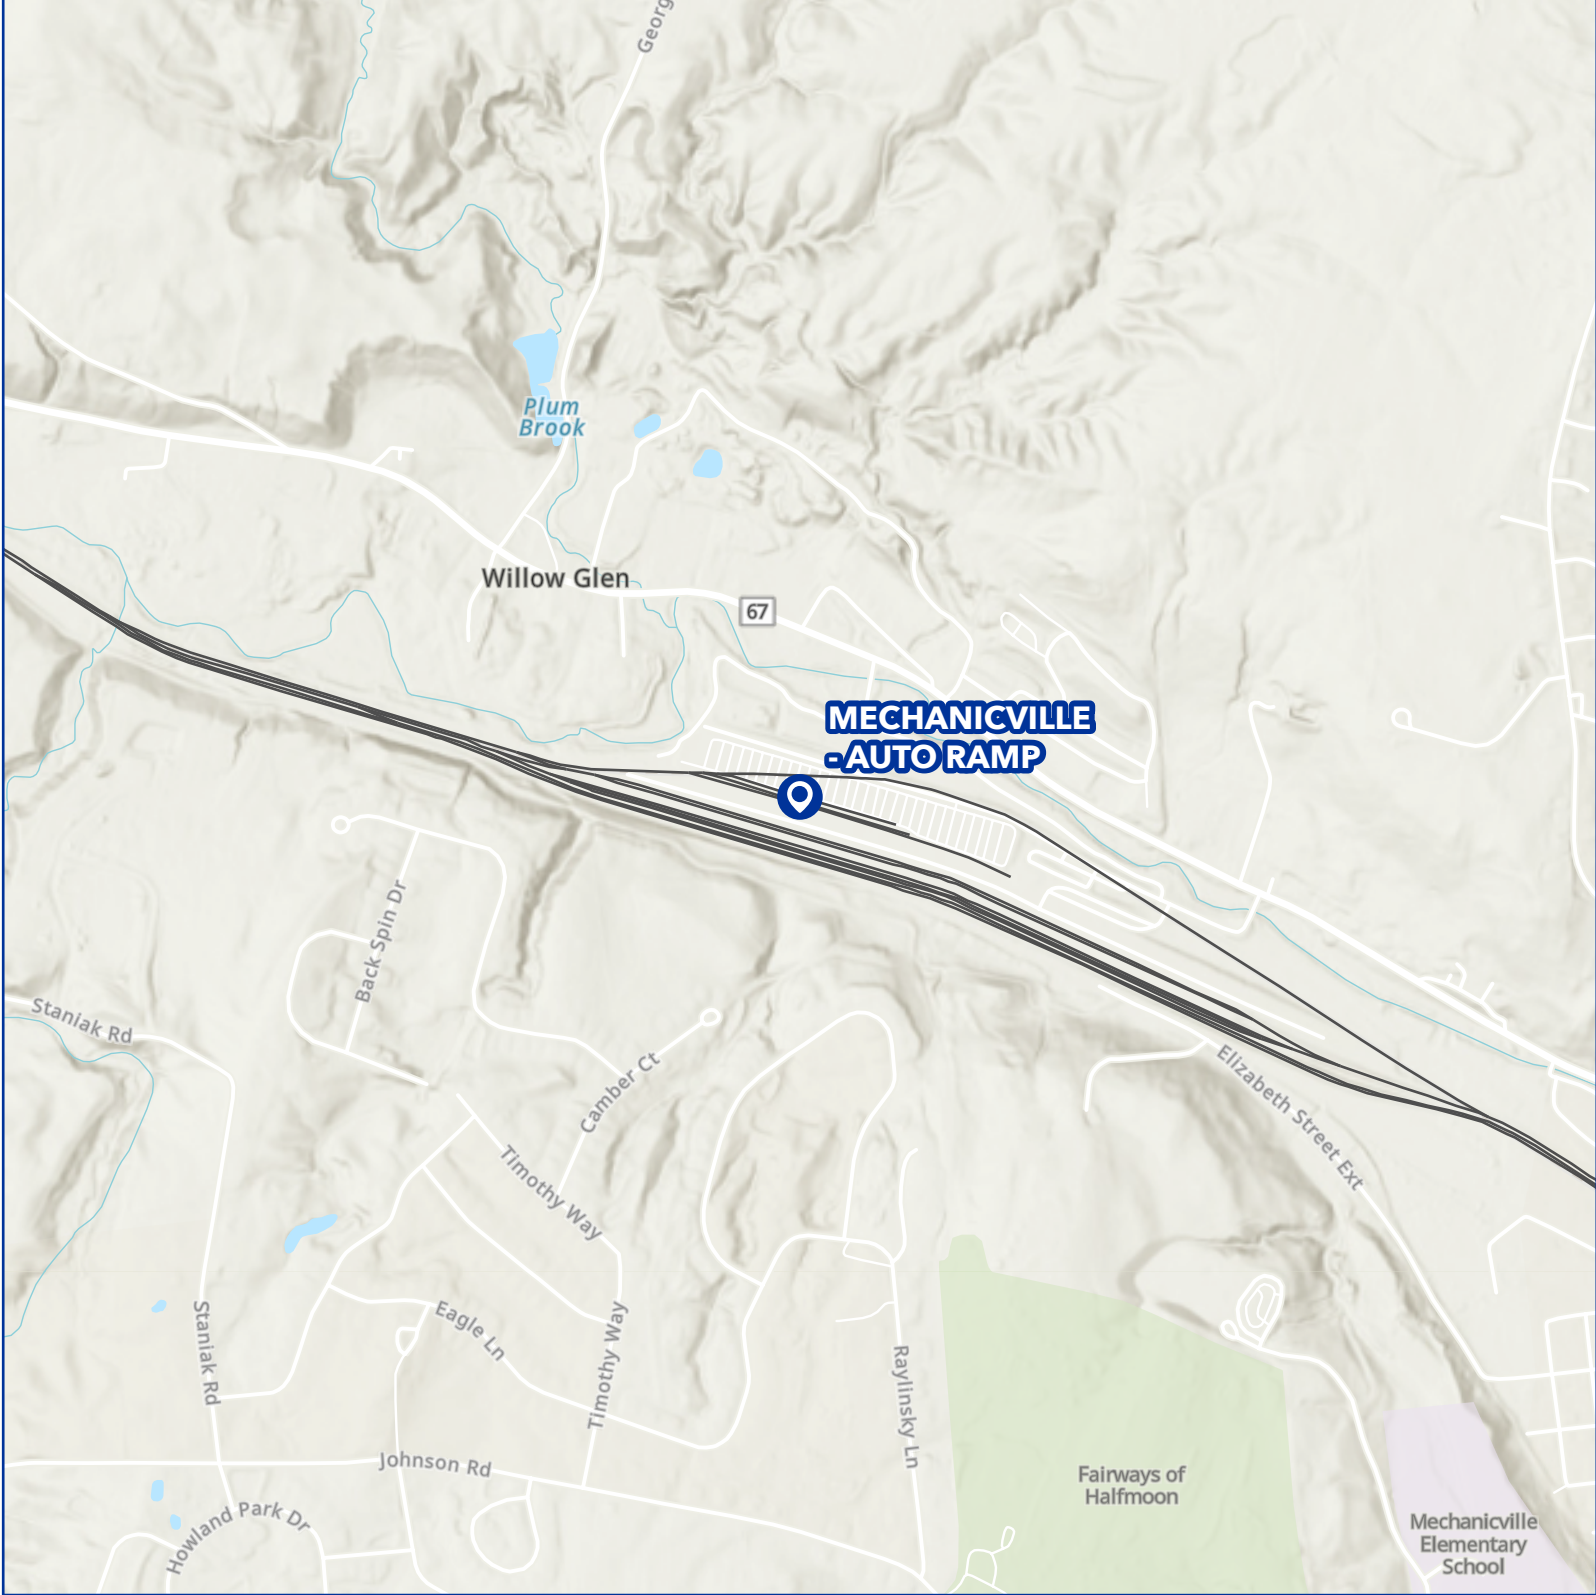 Georg
Plum
Brook
Willow Glen
67
MECHANICVILLE
- AUTO RAMP
Back Spin Dr
Staniak Rd
Camber Ct
Elizabeth Street Ext
Timothy Way
Eagle Ln
Staniak Rd
Timothy Way
Raylinsky Ln
Johnson Rd
Fairways of
Halfmoon
Howland Park Dr
Mechanicville
Elementary
School